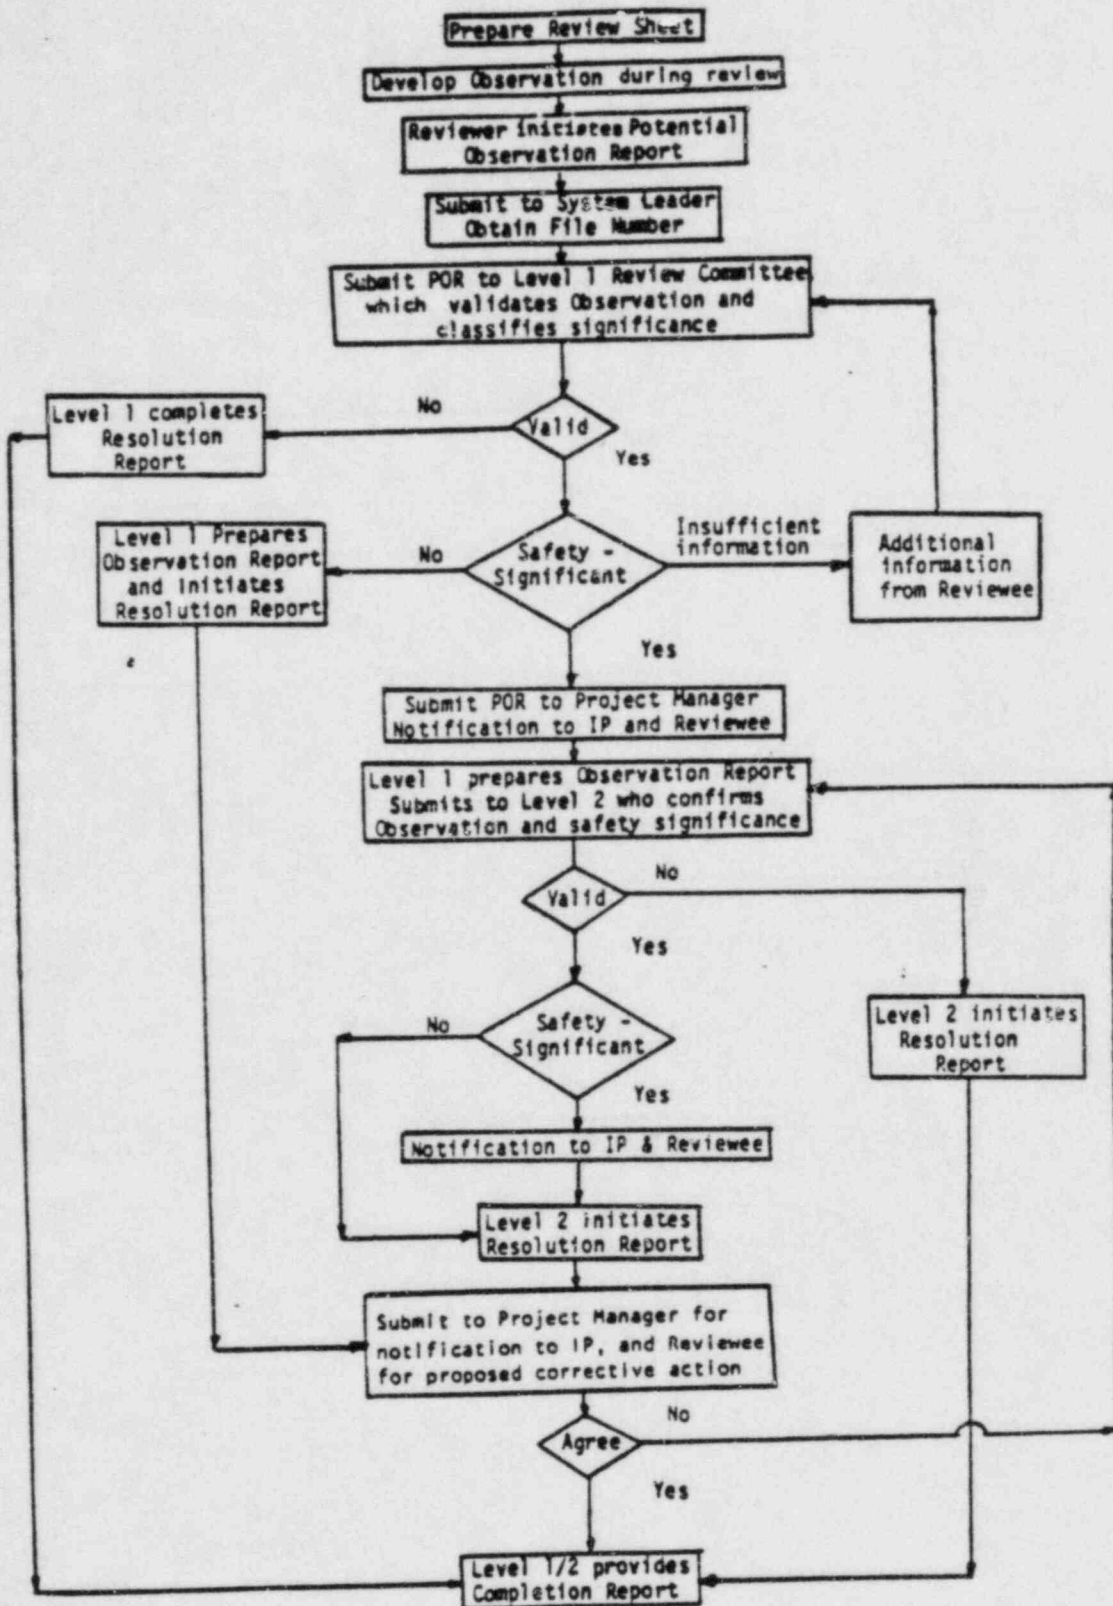 Prepare Review Sheet
Develop Observation during review
Reviewer Initiates Potential
Observation Report
Submit to System Leader
Obtain File Number
Submit POR to Level 1 Review Committee
which validates Observation and
classifies significance
Level 1 completes
Resolution
Report
No
Valid
Yes
Level 1 Prepares
Observation Report
and Initiates
Resolution Report
No
Safety -
Significant
Insufficient
information
Additional
information
from Reviewee
Yes
Submit POR to Project Manager
Notification to IP and Reviewee
Level 1 prepares Observation Report
Submits to Level 2 who confirms
Observation and safety significance
Valid
No
Yes
No
Safety -
Significant
Level 2 initiates
Resolution
Report
Yes
Notification to IP & Reviewee
Level 2 initiates
Resolution Report
Submit to Project Manager for
notification to IP, and Reviewee
for proposed corrective action
No
Agree
Yes
Level 1/2 provides
Completion Report